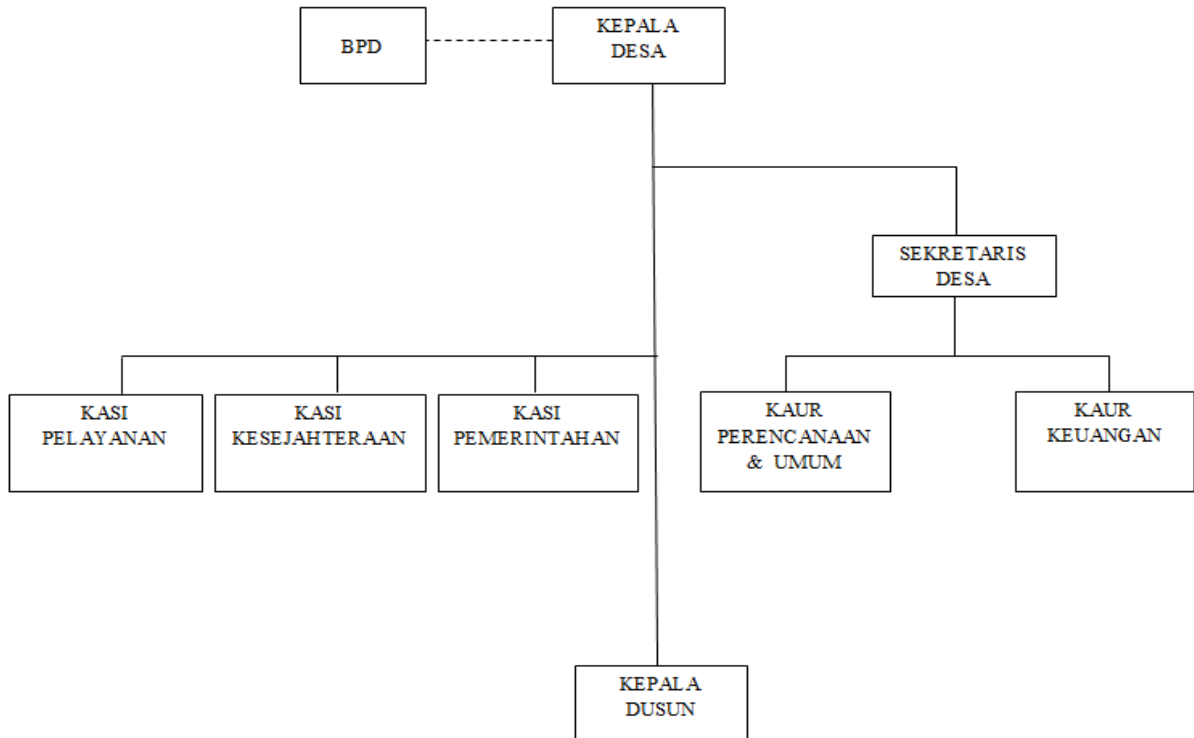 BPD
KEPALA
DESA
SEKRETARIS
DESA
KASI
PELAYANAN
KASI
KESEJAHTERAAN
KASI
PEMERINTAHAN
KAUR
PERENCANAAN
& UMUM
KAUR
KEUANGAN
KEPALA
DUSUN